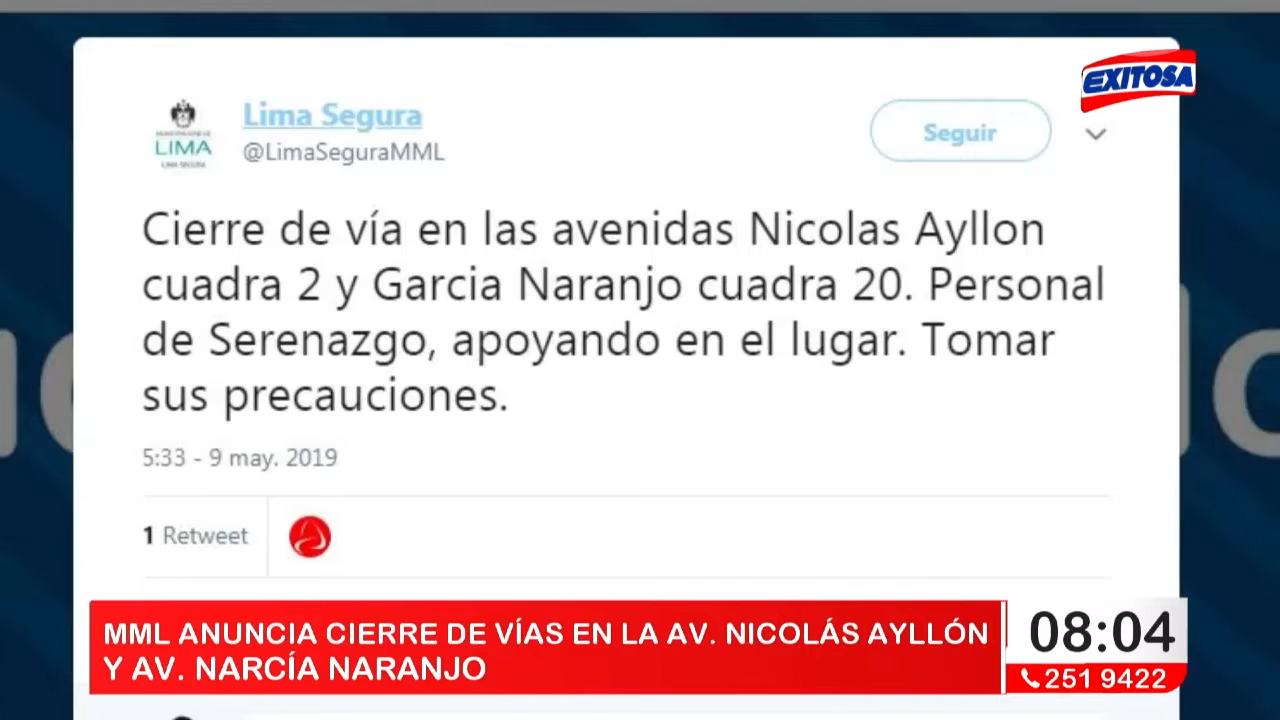 EXITOSA
LIMA
Lima Segura
@LimaSeguraMML
Seguir
Cierre de vía en las avenidas Nicolas Ayllon
cuadra 2 y Garcia Naranjo cuadra 20. Personal
de Serenazgo, apoyando en el lugar. Tomar
sus precauciones.
5:33 - 9 may. 2019
1 Retweet
MML ANUNCIA CIERRE DE VÍAS EN LA AV. NICOLÁS AYLLÓN
Y AV. NARCÍA NARANJO
08:04
251 9422